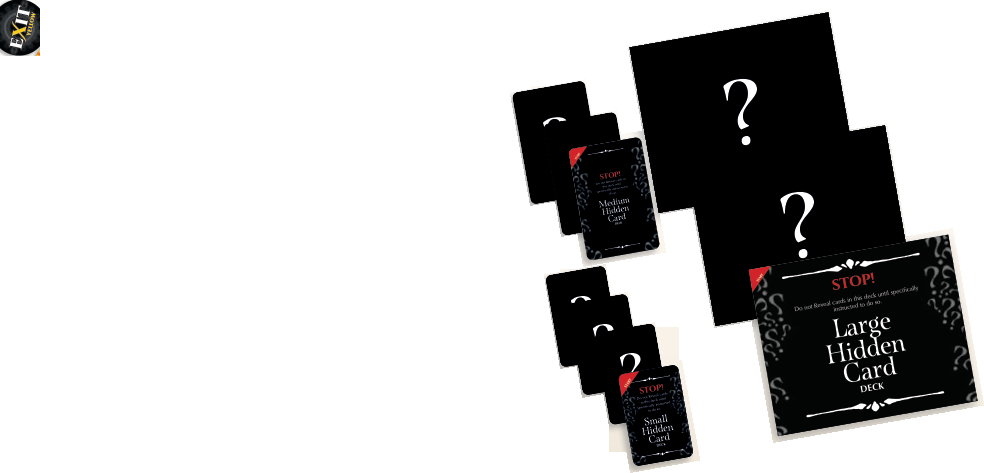 EXIT
YELLOW
?
?
?
STOP!
Medium
Hidden
Card
DECK
?
STOP!
Do not Reveal cards in this deck until specifically
instructed to do so.
Large
Hidden
Card
DECK
?
?
?
STOP!
Small
Hidden
Card
DECK